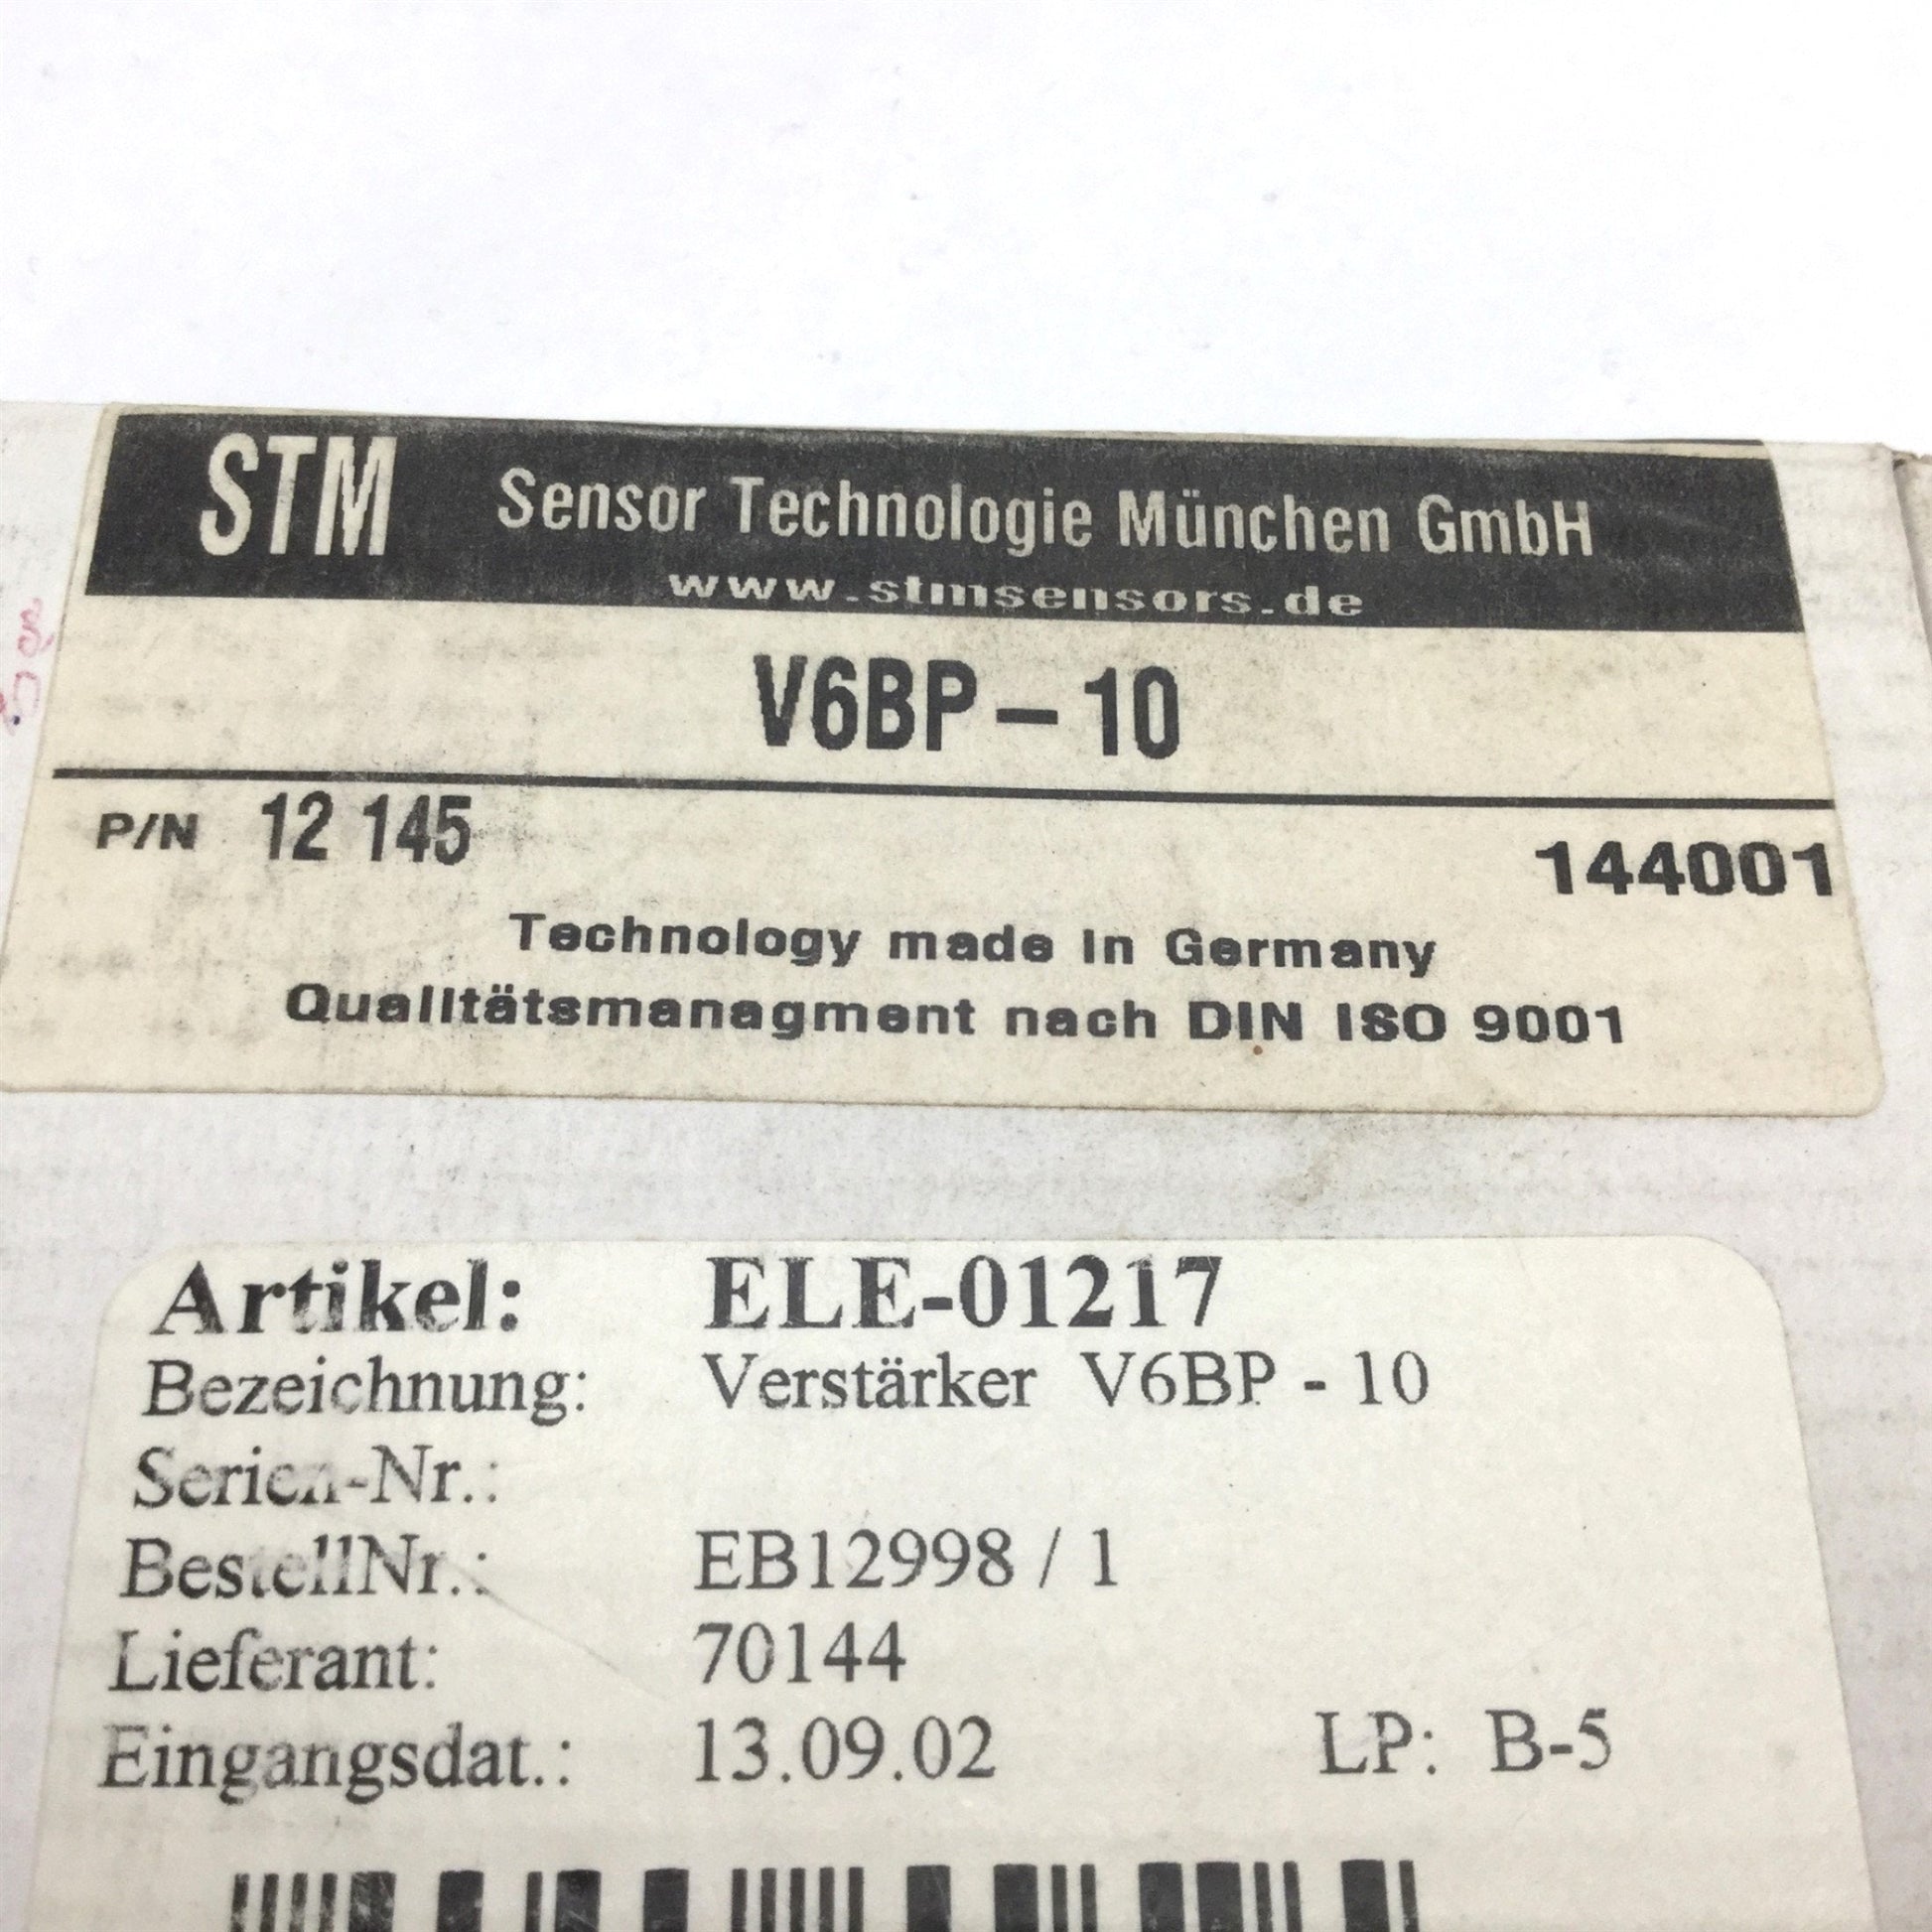 STM Sensor Technologie München GmbH
www.stmsensors.de
V6BP – 10
P/N 12 145 144001
Technology made in Germany
Qualitätsmanagment nach DIN ISO 9001
Artikel: ELE-01217
Bezeichnung: Verstärker V6BP - 10
Serien-Nr.:
BestellNr.: EB12998 / 1
Lieferant: 70144
Eingangsdat.: 13.09.02 LP: B-5